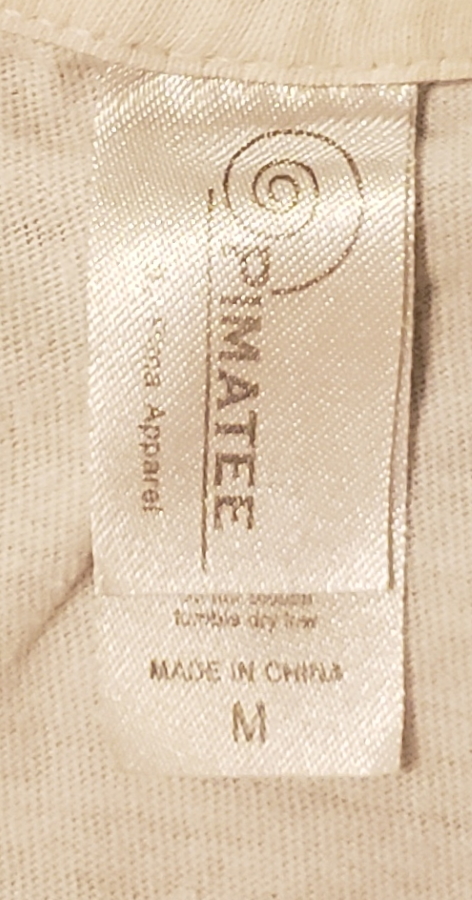 PIMATEE
Apparel
tumble dry low
MADE IN CHINA
M